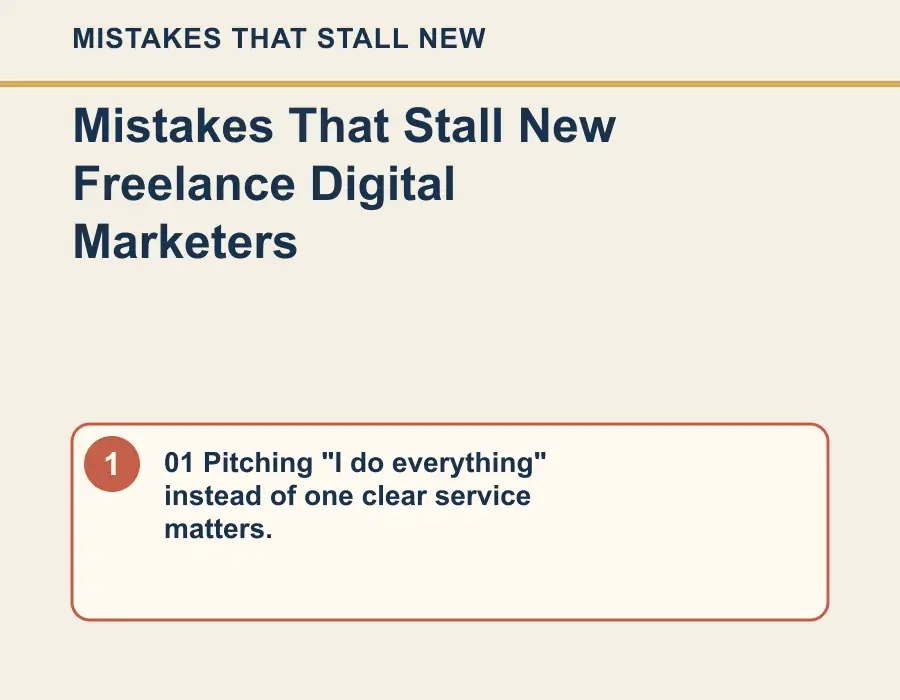 MISTAKES THAT STALL NEW
Mistakes That Stall New
Freelance Digital
Marketers
1
01 Pitching "I do everything"
instead of one clear service
matters.